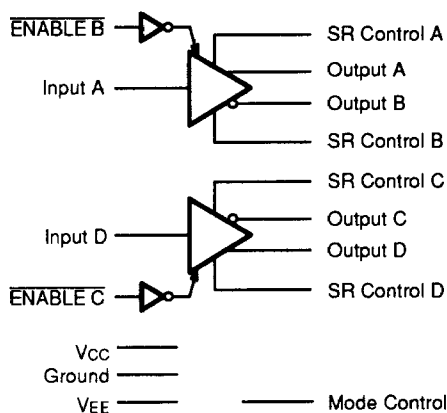 ENABLE B
SR Control A
Output A
Input A
Output B
SR Control B
SR Control C
Output C
Input D
Output D
ENABLE C
SR Control D
VCC
Ground
VEE
Mode Control